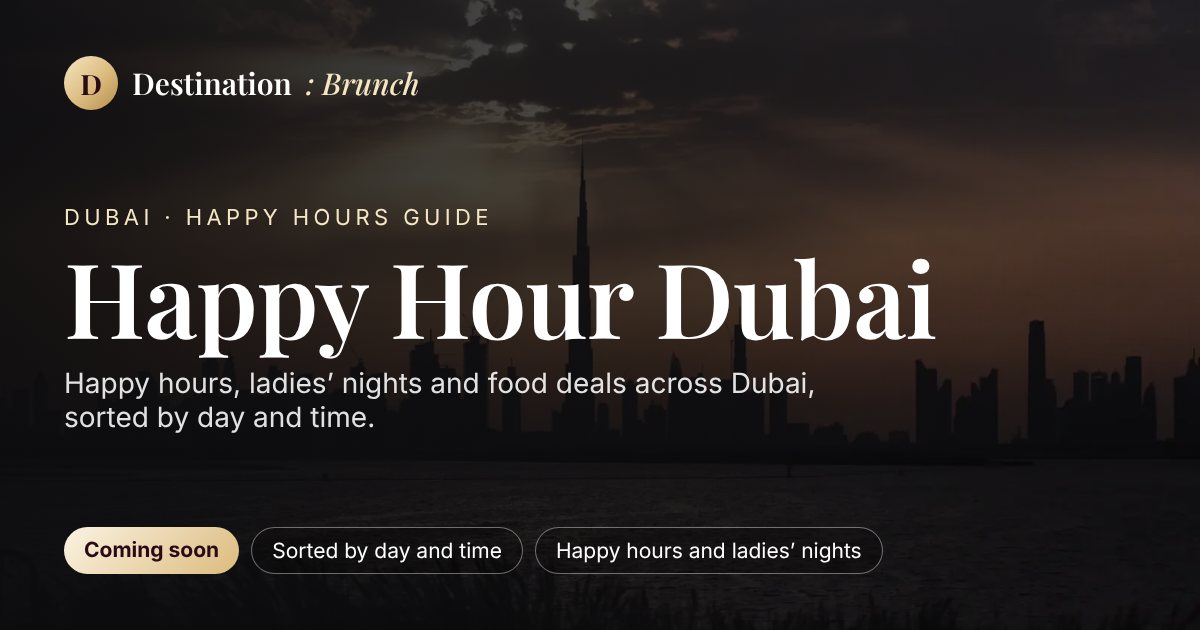 D Destination : Brunch
DUBAI · HAPPY HOURS GUIDE
Happy Hour Dubai
Happy hours, ladies’ nights and food deals across Dubai,
sorted by day and time.
Coming soon Sorted by day and time Happy hours and ladies’ nights